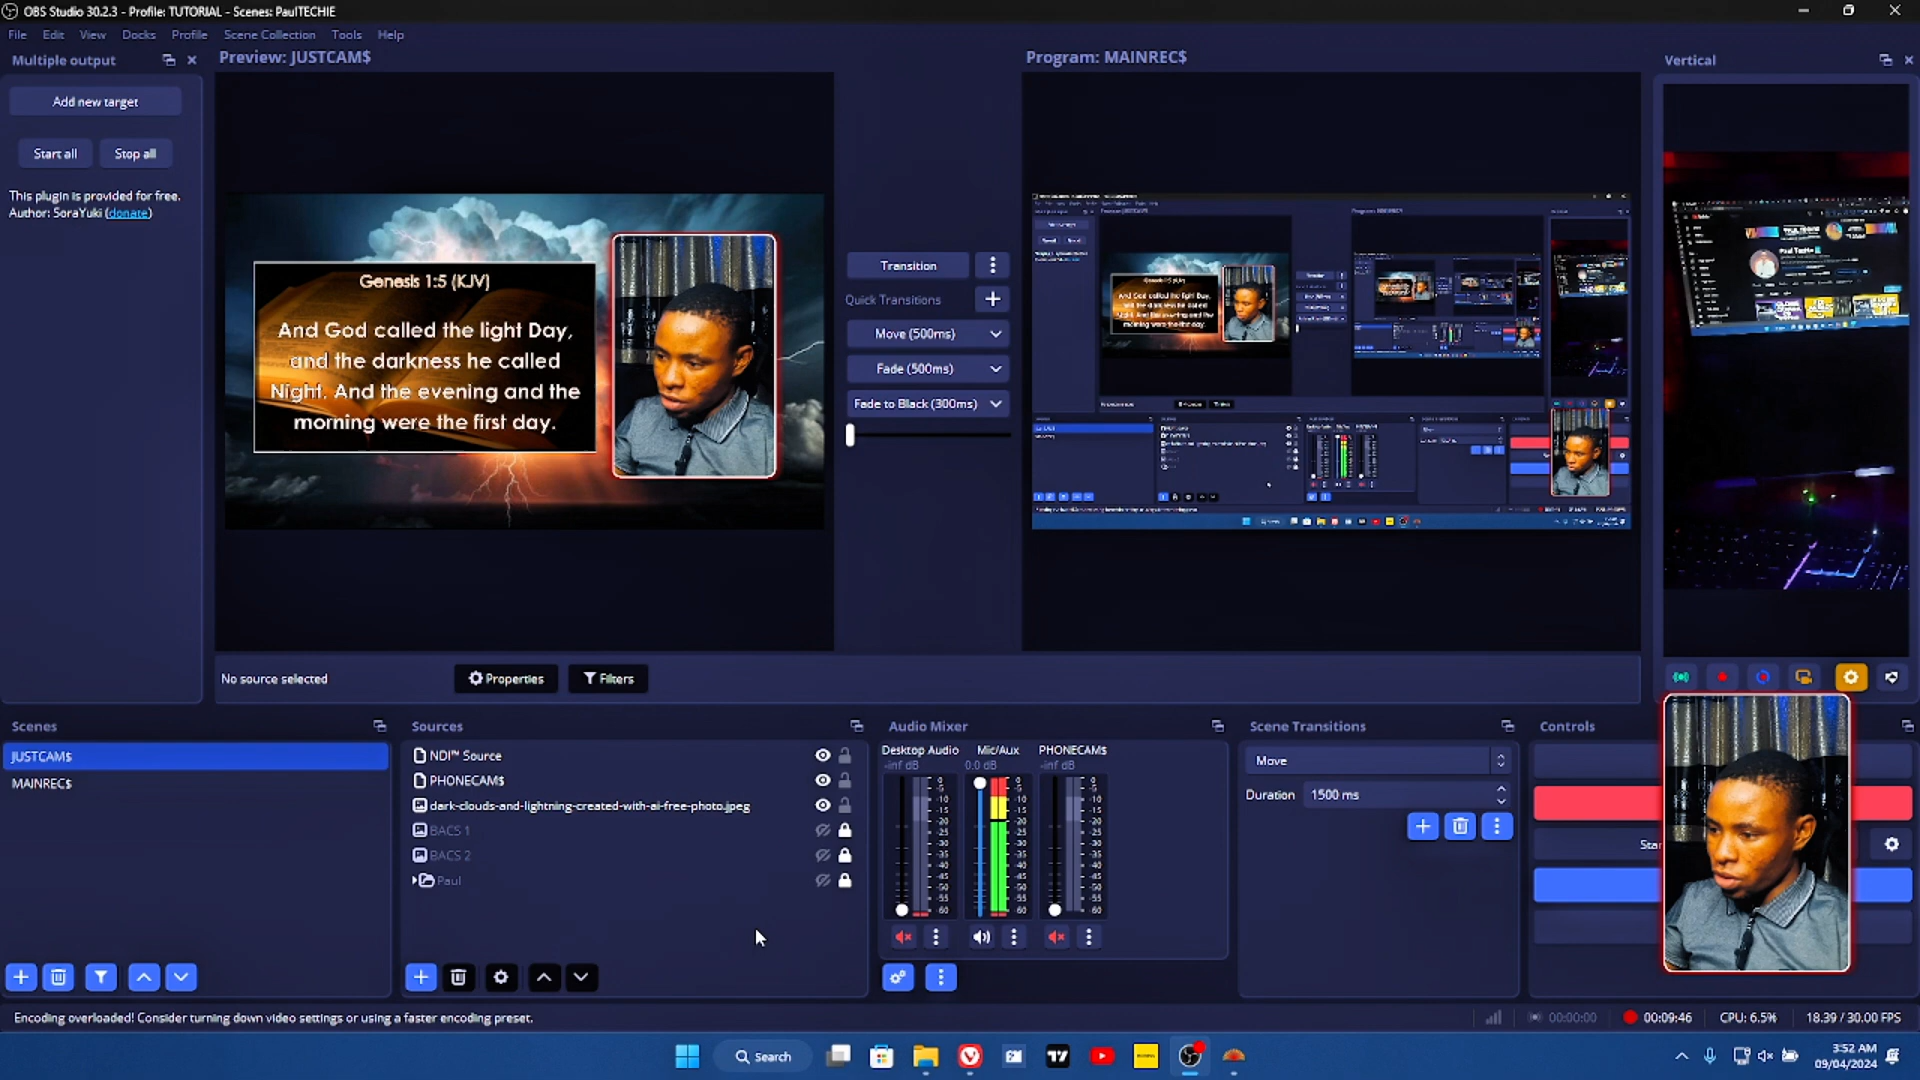 OBS Studio 30.2.3 - Profile: TUTORIAL - Scenes: PaulTECHIE
File Edit View Docks Profile Scene Collection Tools Help
Multiple output
Preview: JUSTCAM$
Program: MAINREC$
Vertical
Add new target
Start all
Stop all
This plugin is provided for free.
Author: SoraYuki (donate)
Genesis 1:5 (KJV)
And God called the light Day,
and the darkness he called
Night. And the evening and the
morning were the first day.
Transition
Quick Transitions
Move (500ms)
Fade (500ms)
Fade to Black (300ms)
No source selected
Properties
Filters
Scenes
JUSTCAM$
MAINREC$
Sources
NDI™ Source
PHONECAM$
dark-clouds-and-lightning-created-with-ai-free-photo.jpeg
BACS 1
BACS 2
Paul
Audio Mixer
Desktop Audio Mic/Aux PHONECAM$
-inf dB 0.0 dB -inf dB
Scene Transitions
Move
Duration 1500 ms
Controls
Encoding overloaded! Consider turning down video settings or using a faster encoding preset.
00:00:00
00:09:46
CPU: 6.5%
18.39 / 30.00 FPS
Search
3:52 AM
09/04/2024